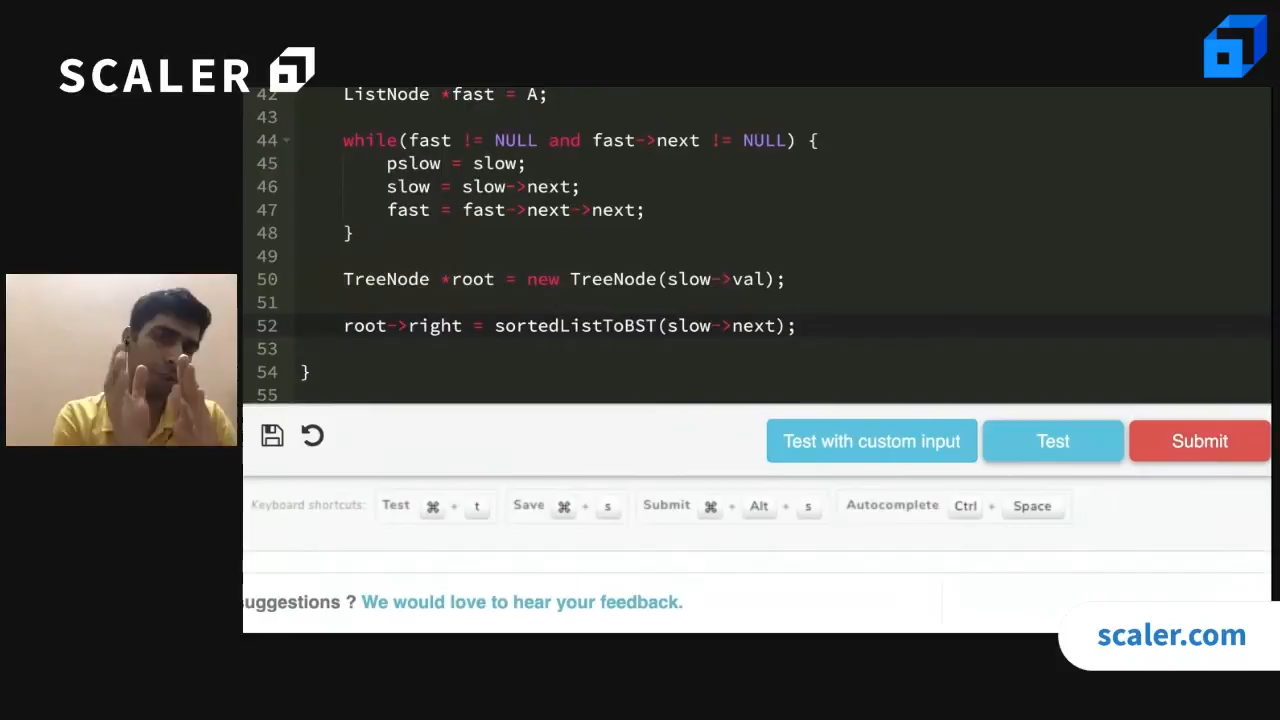 SCALER
42 ListNode *fast = A;
43
44 while(fast != NULL and fast->next != NULL) {
45 pslow = slow;
46 slow = slow->next;
47 fast = fast->next->next;
48 }
49
50 TreeNode *root = new TreeNode(slow->val);
51
52 root->right = sortedListToBST(slow->next);
53
54 }
55
Test with custom input Test Submit
Keyboard shortcuts: Test ⌘ + t Save ⌘ + s Submit ⌘ + Alt + s Autocomplete Ctrl + Space
uggestions ? We would love to hear your feedback.
scaler.com